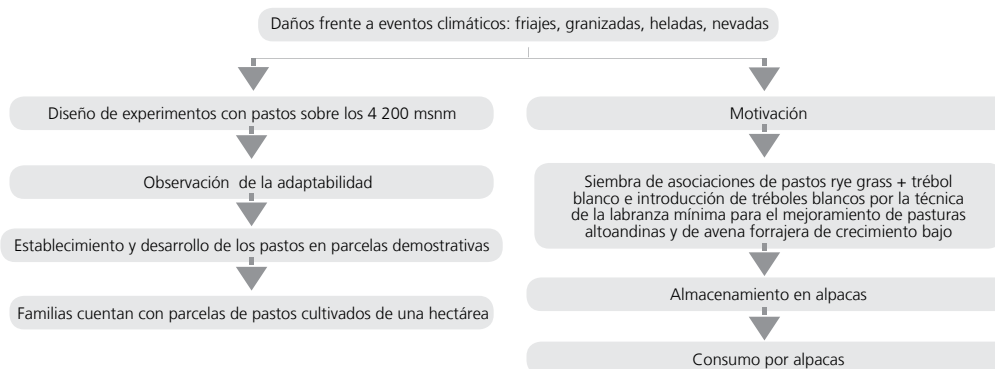 Daños frente a eventos climáticos: friajes, granizadas, heladas, nevadas
Diseño de experimentos con pastos sobre los 4 200 msnm
Observación de la adaptabilidad
Establecimiento y desarrollo de los pastos en parcelas demostrativas
Familias cuentan con parcelas de pastos cultivados de una hectárea
Motivación
Siembra de asociaciones de pastos rye grass + trébol
blanco e introducción de tréboles blancos por la técnica
de la labranza mínima para el mejoramiento de pasturas
altoandinas y de avena forrajera de crecimiento bajo
Almacenamiento en alpacas
Consumo por alpacas